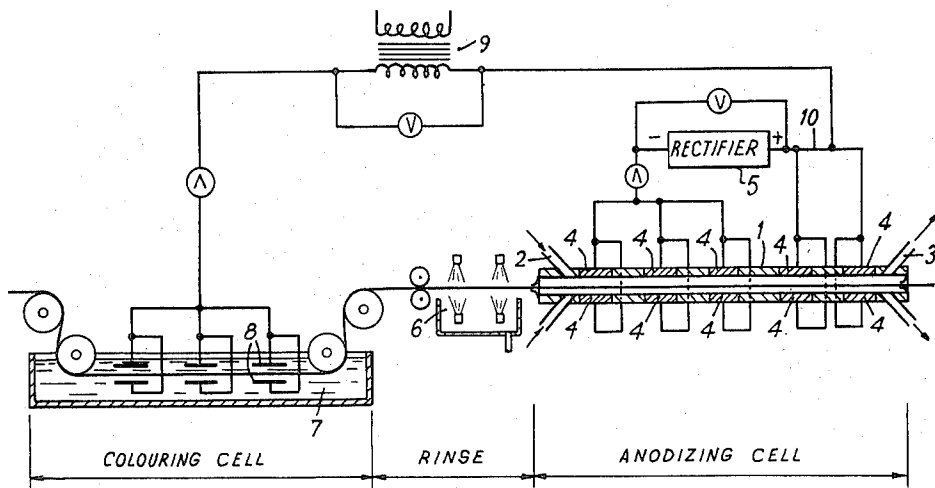 9
V
V
10
- RECTIFIER +
5
Λ
Λ
2 4 4 4 1 4 4 3
6 4 4 4 4 4
8
7
COLOURING CELL RINSE ANODIZING CELL